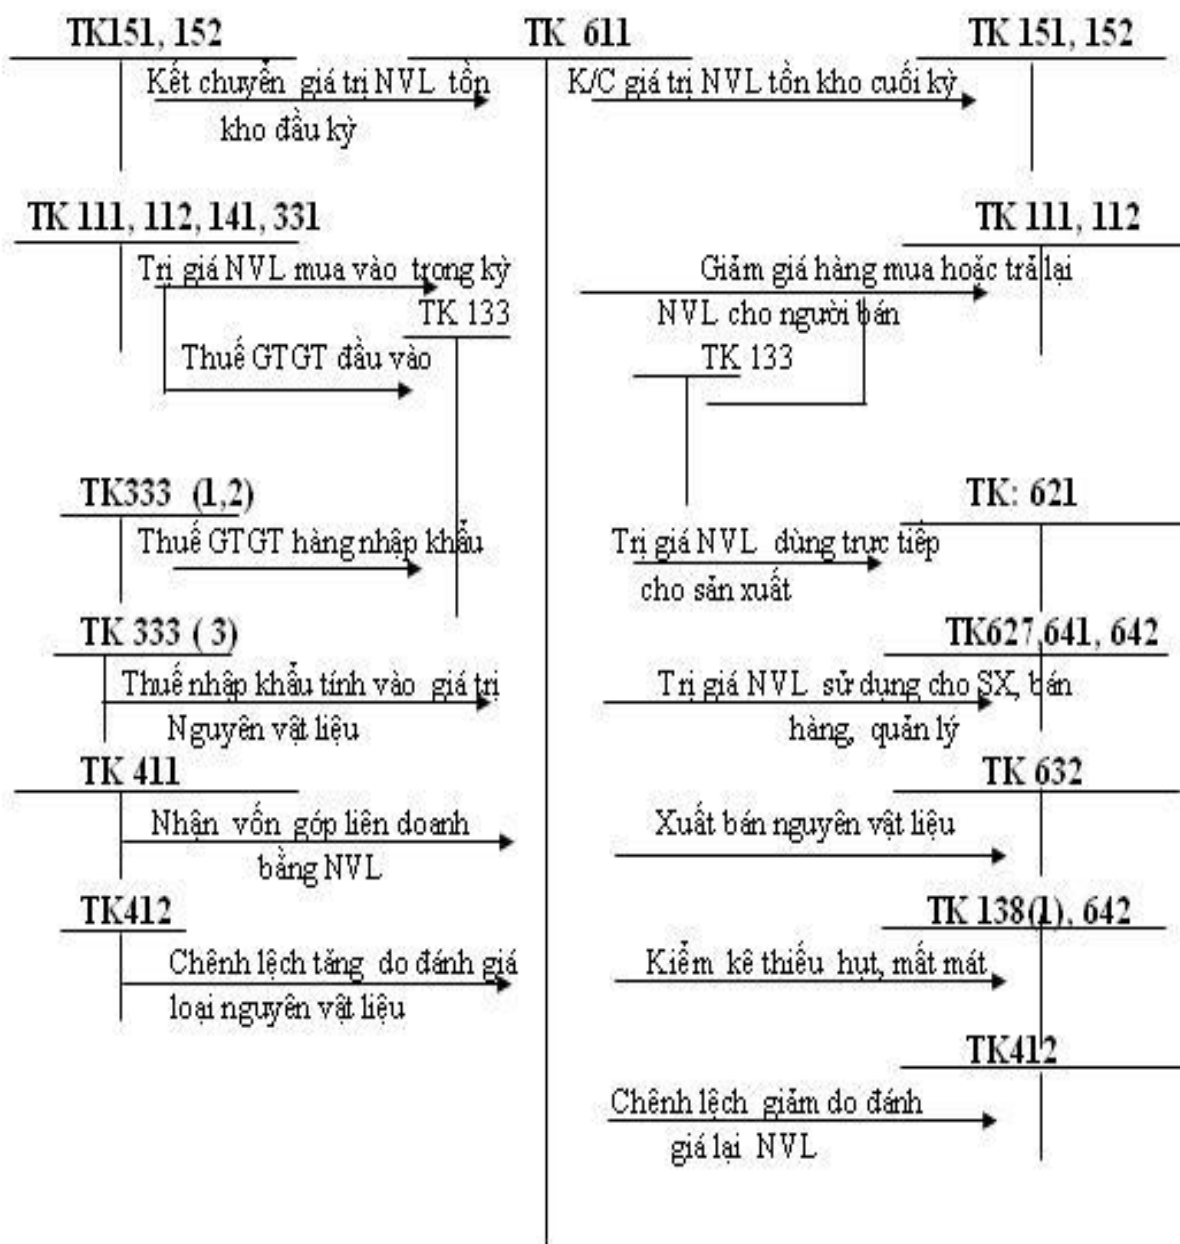 TK151, 152
TK 611
TK 151, 152
Kết chuyển giá trị NVL tồn
kho đầu kỳ
K/C giá trị NVL tồn kho cuối kỳ
TK 111, 112, 141, 331
TK 111, 112
Trị giá NVL mua vào trong kỳ
TK 133
Thuế GTGT đầu vào
Giảm giá hàng mua hoặc trả lại
NVL cho người bán
TK 133
TK333 (1,2)
Thuế GTGT hàng nhập khẩu
TK: 621
Trị giá NVL dùng trực tiếp
cho sản xuất
TK 333 ( 3)
Thuế nhập khẩu tính vào giá trị
Nguyên vật liệu
TK627,641, 642
Trị giá NVL sử dụng cho SX, bán
hàng, quản lý
TK 411
Nhận vốn góp liên doanh
bằng NVL
TK 632
Xuất bán nguyên vật liệu
TK412
Chênh lệch tăng do đánh giá
loại nguyên vật liệu
TK 138(1), 642
Kiểm kê thiếu hụt, mất mát
TK412
Chênh lệch giảm do đánh
giá lại NVL